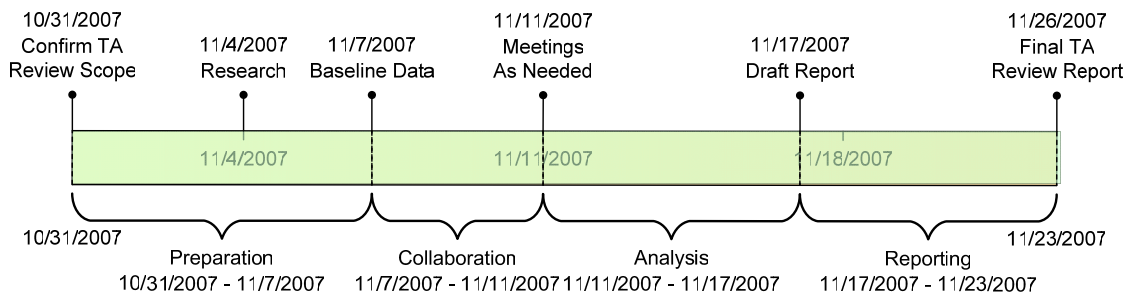 10/31/2007
Confirm TA
Review Scope
11/4/2007
Research
11/7/2007
Baseline Data
11/11/2007
Meetings
As Needed
11/17/2007
Draft Report
11/26/2007
Final TA
Review Report
11/4/2007
11/11/2007
11/18/2007
10/31/2007
11/23/2007
Preparation
10/31/2007 - 11/7/2007
Collaboration
11/7/2007 - 11/11/2007
Analysis
11/11/2007 - 11/17/2007
Reporting
11/17/2007 - 11/23/2007